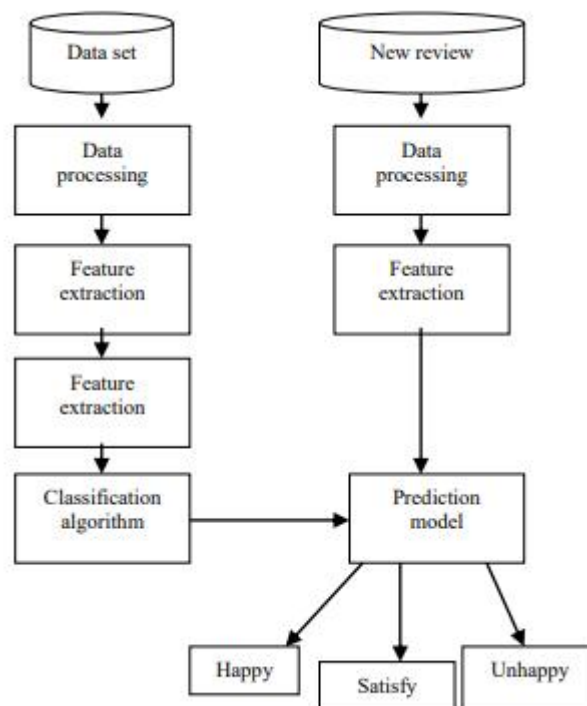 Data set
New review
Data
processing
Data
processing
Feature
extraction
Feature
extraction
Feature
extraction
Classification
algorithm
Prediction
model
Happy
Satisfy
Unhappy